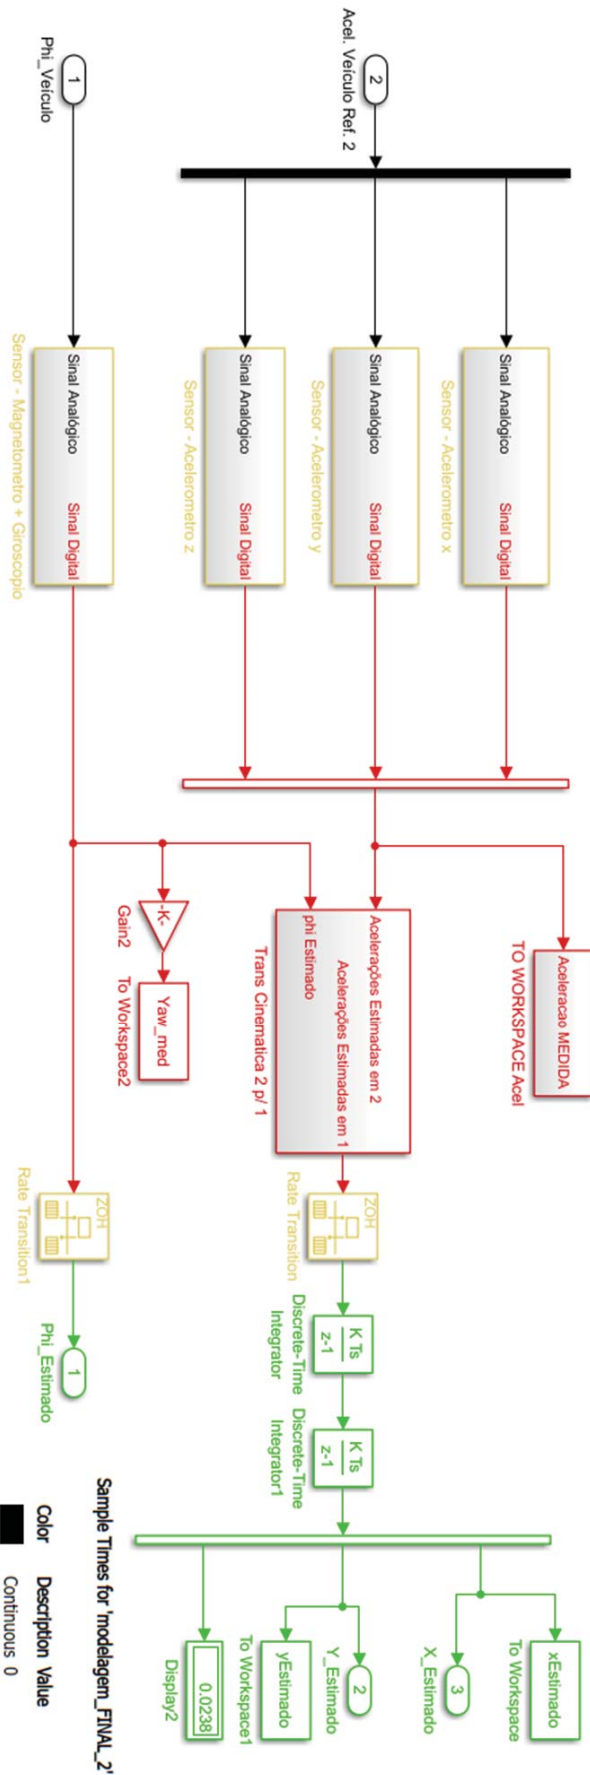 Acel. Veículo Ref. 2
2
Phi_Veículo
1
Sinal Analógico
Sinal Digital
Sensor - Acelerometro x
Sinal Analógico
Sinal Digital
Sensor - Acelerometro y
Sinal Analógico
Sinal Digital
Sensor - Acelerometro z
Sinal Analógico
Sinal Digital
Sensor - Magnetometro + Giroscopio
Aceleracao MEDIDA
TO WORKSPACE Acel
Acelerações Estimadas em 2
Acelerações Estimadas em 1
phi Estimado
Trans Cinematica 2 p/ 1
-K-
Gain2
Yaw_med
To Workspace2
ZOH
Rate Transition
ZOH
Rate Transition1
K Ts
z-1
Discrete-Time
Integrator
K Ts
z-1
Discrete-Time
Integrator1
1
Phi_Estimado
xEstimado
To Workspace
3
X_Estimado
2
Y_Estimado
yEstimado
To Workspace1
0.0238
Display2
Sample Times for 'modelagem_FINAL_2'
Color Description Value
Continuous 0